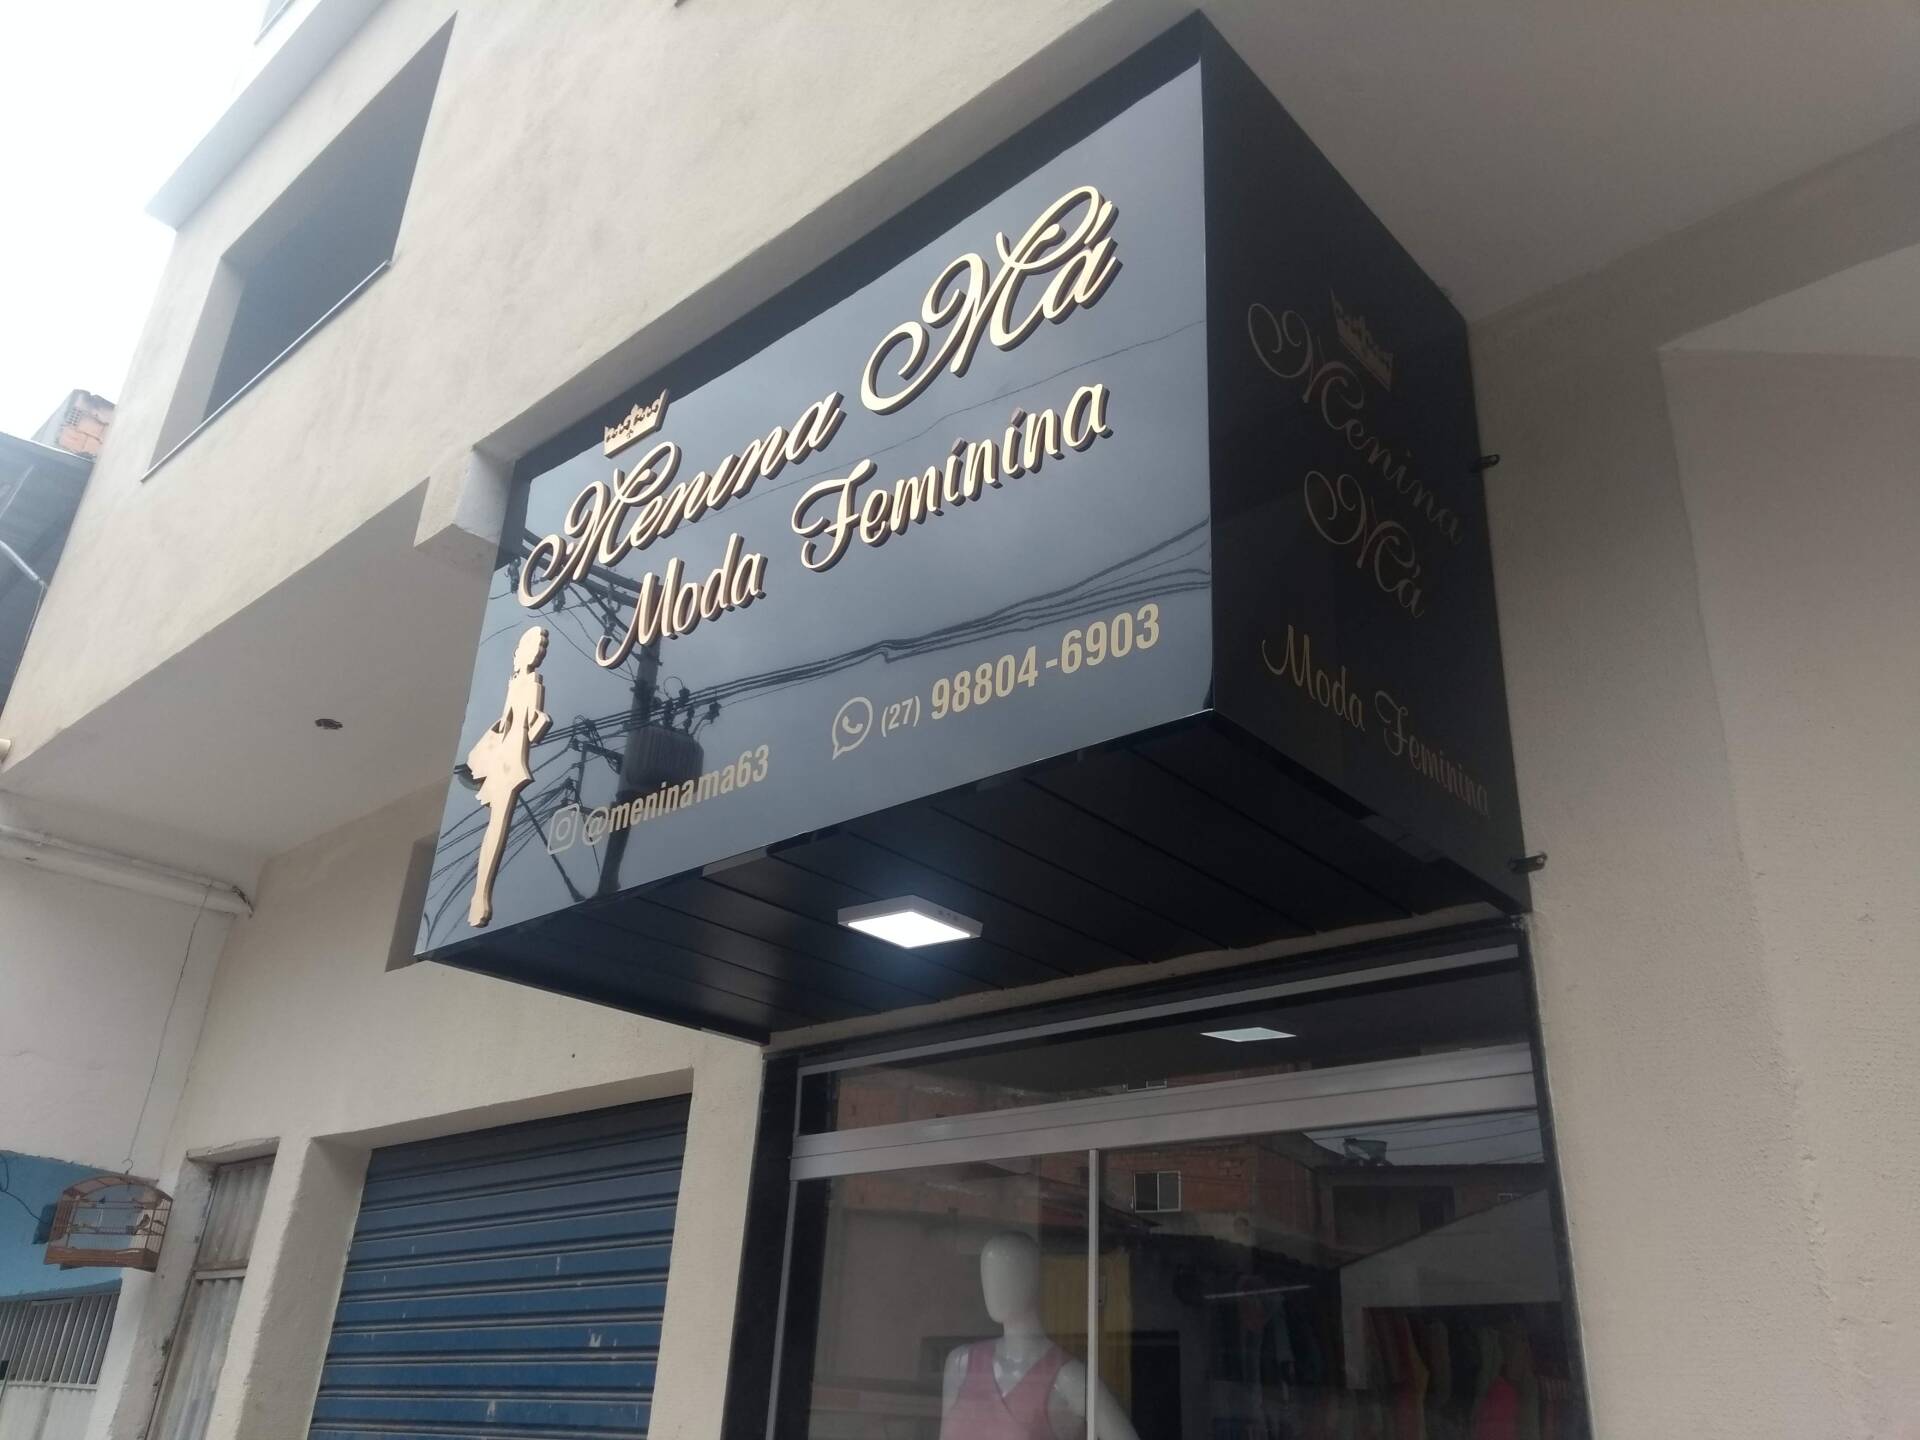 Menina Má
Moda Feminina
@meninama63
(27) 98804-6903
Menina
Má
Moda Feminina